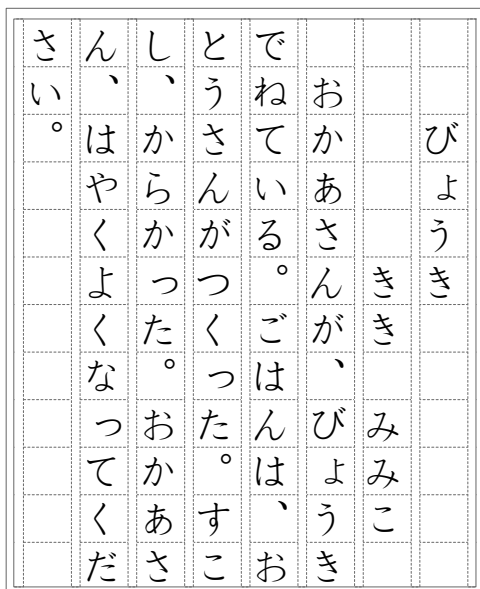 びょうき
きき みみこ
おかあさんが、びょうき
でねている。ごはんは、お
とうさんがつくった。すこ
し、からかった。おかあさ
ん、はやくよくなってくだ
さい。